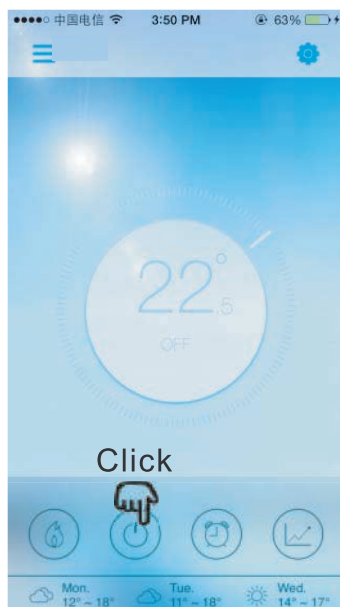 中国电信 3:50 PM 63%
22.5°
OFF
Click
Mon. Tue. Wed.
12° ~ 18° 11° ~ 18° 14° ~ 17°